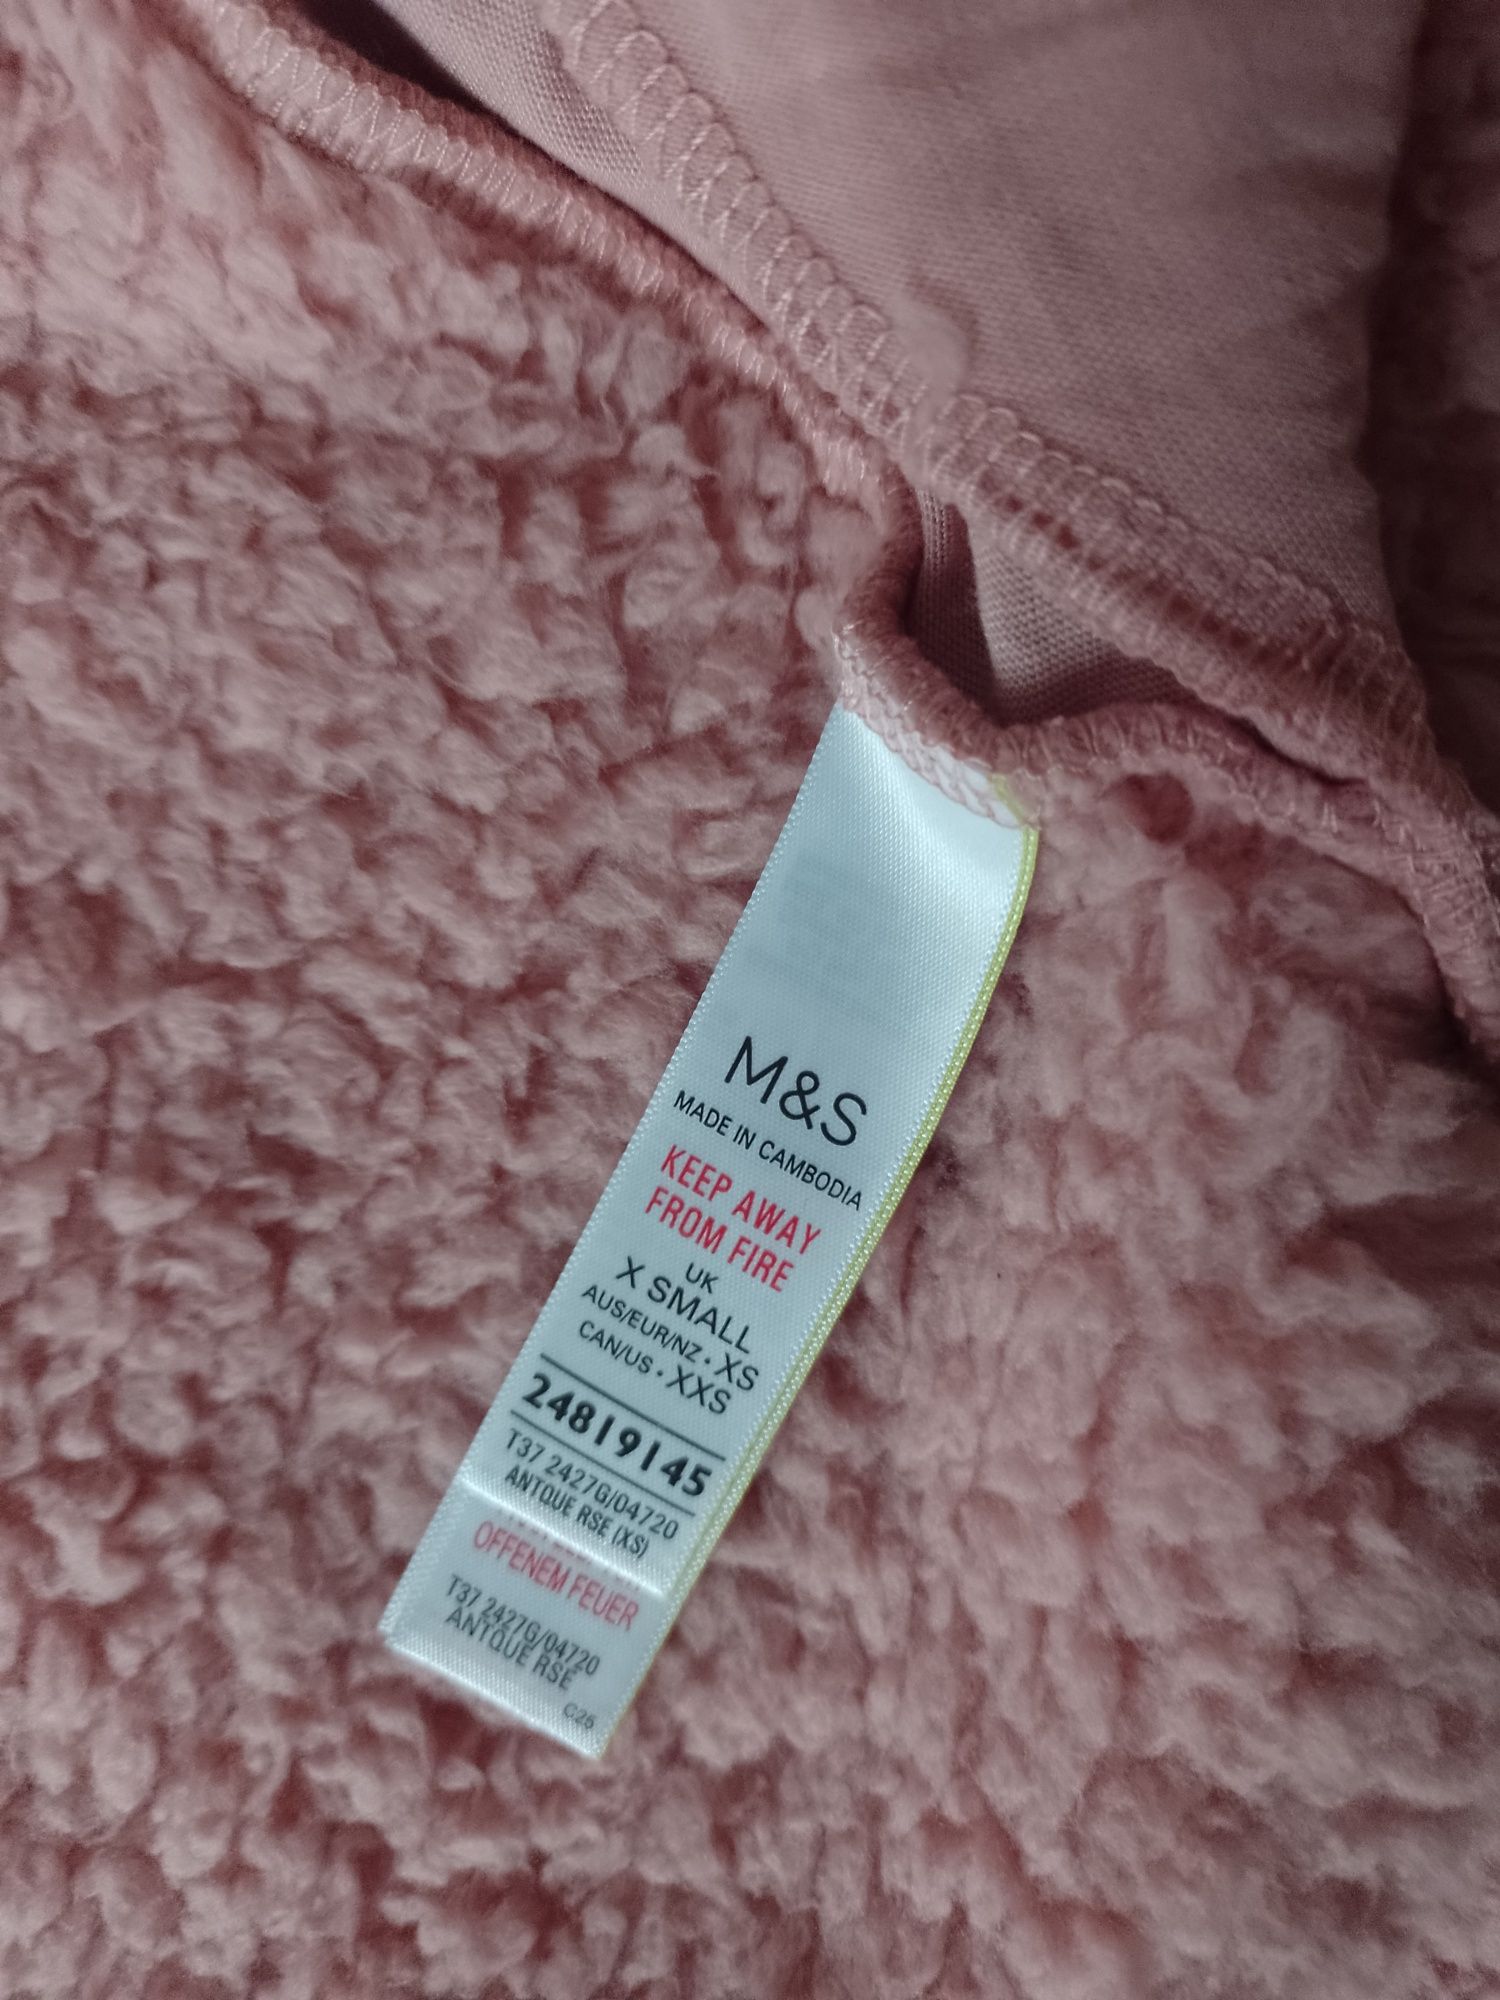 M&S
MADE IN CAMBODIA
KEEP AWAY
FROM FIRE
UK
X SMALL
AUS/EUR/NZ • XS
CAN/US • XXS
24819145
T37 2427G/04720
ANTQUE RSE (XS)
OFFENEM FEUER
T37 2427G/04720
ANTQUE RSE
C26